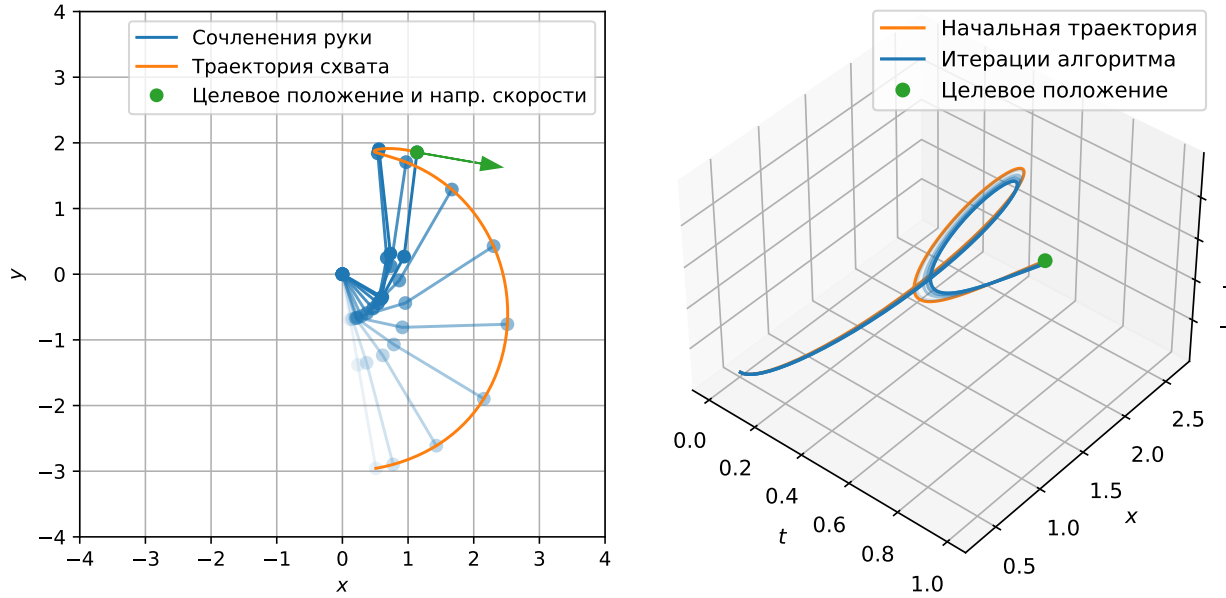 4
3
2
1
0
−1
−2
−3
−4
y
−4
−3
−2
−1
0
1
2
3
4
x
Сочленения руки
Траектория схвата
Целевое положение и напр. скорости
Начальная траектория
Итерации алгоритма
Целевое положение
0.0
0.2
0.4
0.6
0.8
1.0
t
0.5
1.0
1.5
2.0
2.5
x